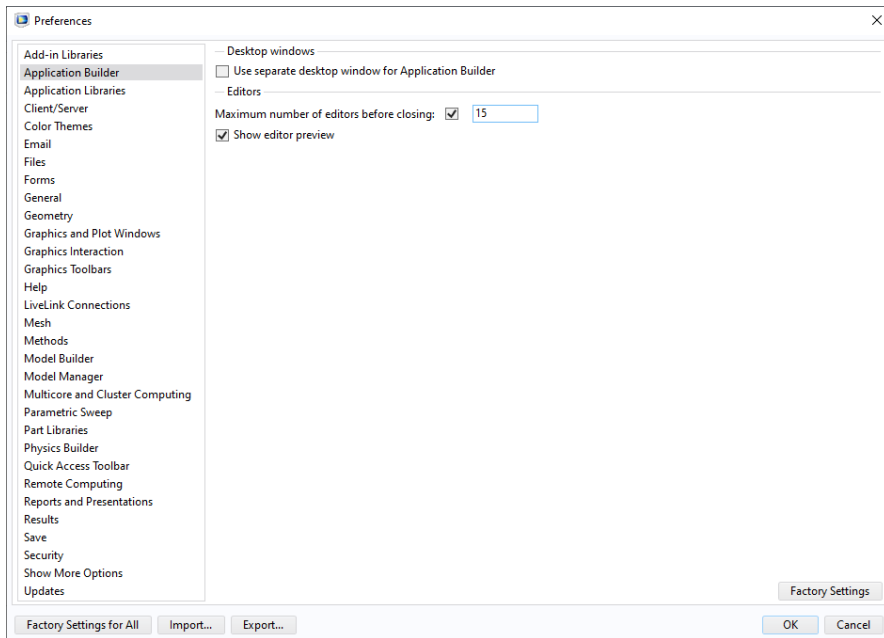 Preferences
Add-in Libraries
Application Builder
Application Libraries
Client/Server
Color Themes
Email
Files
Forms
General
Geometry
Graphics and Plot Windows
Graphics Interaction
Graphics Toolbars
Help
LiveLink Connections
Mesh
Methods
Model Builder
Model Manager
Multicore and Cluster Computing
Parametric Sweep
Part Libraries
Physics Builder
Quick Access Toolbar
Remote Computing
Reports and Presentations
Results
Save
Security
Show More Options
Updates
Desktop windows
Use separate desktop window for Application Builder
Editors
Maximum number of editors before closing: 15
Show editor preview
Factory Settings
Factory Settings for All Import... Export... OK Cancel